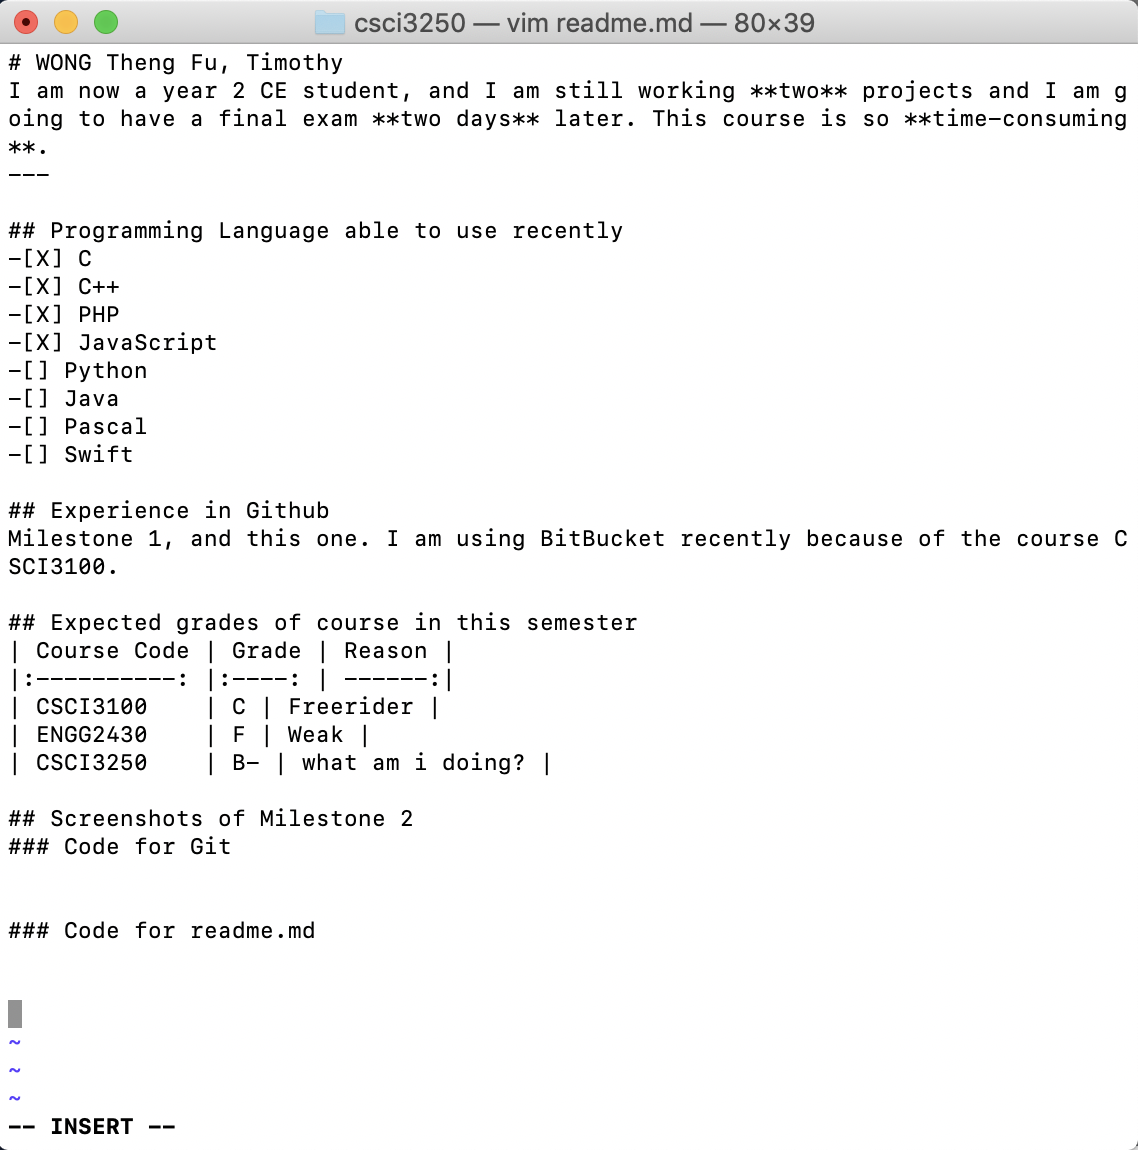 csci3250 — vim readme.md — 80×39
# WONG Theng Fu, Timothy
I am now a year 2 CE student, and I am still working **two** projects and I am g
oing to have a final exam **two days** later. This course is so **time-consuming
**.
---
## Programming Language able to use recently
-[X] C
-[X] C++
-[X] PHP
-[X] JavaScript
-[] Python
-[] Java
-[] Pascal
-[] Swift
## Experience in Github
Milestone 1, and this one. I am using BitBucket recently because of the course C
SCI3100.
## Expected grades of course in this semester
| Course Code | Grade | Reason |
|:----------: |:----: | ------:|
| CSCI3100    | C | Freerider |
| ENGG2430    | F | Weak |
| CSCI3250    | B- | what am i doing? |
## Screenshots of Milestone 2
### Code for Git
### Code for readme.md
~
~
~
-- INSERT --